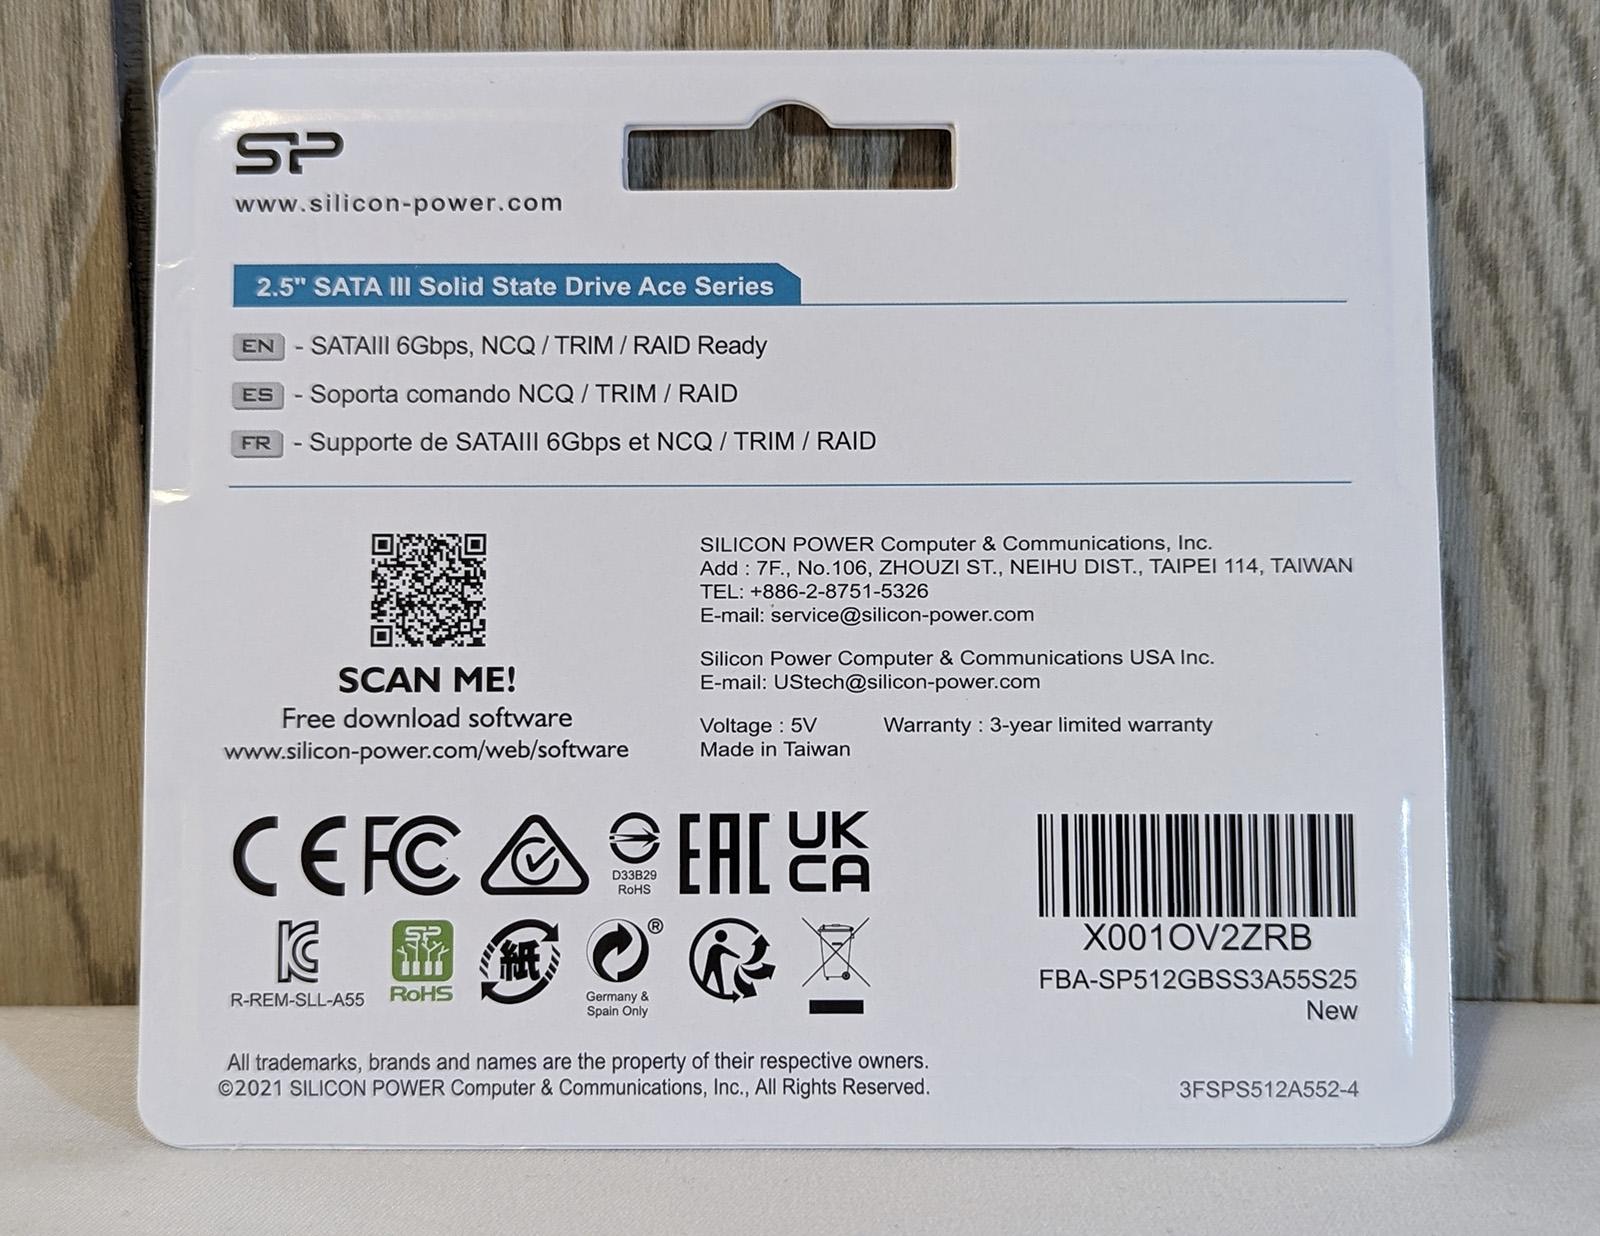 SP
www.silicon-power.com
2.5" SATA III Solid State Drive Ace Series
EN - SATAIII 6Gbps, NCQ / TRIM / RAID Ready
ES - Soporta comando NCQ / TRIM / RAID
FR - Supporte de SATAIII 6Gbps et NCQ / TRIM / RAID
SCAN ME!
Free download software
www.silicon-power.com/web/software
SILICON POWER Computer & Communications, Inc.
Add : 7F., No.106, ZHOUZI ST., NEIHU DIST., TAIPEI 114, TAIWAN
TEL: +886-2-8751-5326
E-mail: service@silicon-power.com
Silicon Power Computer & Communications USA Inc.
E-mail: UStech@silicon-power.com
Voltage : 5V Warranty : 3-year limited warranty
Made in Taiwan
CE FC EAC UK CA
D33B29
RoHS
KC
R-REM-SLL-A55
SP
RoHS
紙
®
Germany &
Spain Only
X001OV2ZRB
FBA-SP512GBSS3A55S25
New
All trademarks, brands and names are the property of their respective owners.
©2021 SILICON POWER Computer & Communications, Inc., All Rights Reserved.
3FSPS512A552-4